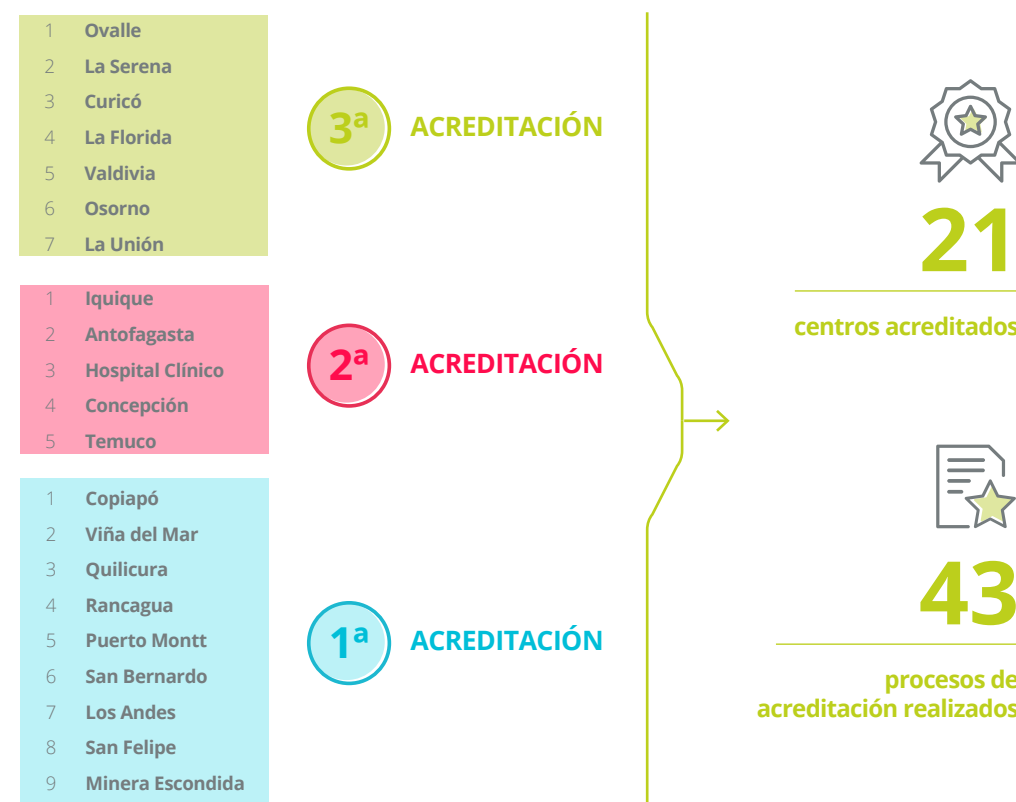 1 Ovalle
2 La Serena
3 Curicó
4 La Florida
5 Valdivia
6 Osorno
7 La Unión
3ª ACREDITACIÓN
1 Iquique
2 Antofagasta
3 Hospital Clínico
4 Concepción
5 Temuco
2ª ACREDITACIÓN
1 Copiapó
2 Viña del Mar
3 Quilicura
4 Rancagua
5 Puerto Montt
6 San Bernardo
7 Los Andes
8 San Felipe
9 Minera Escondida
1ª ACREDITACIÓN
21
centros acreditados
43
procesos de
acreditación realizados